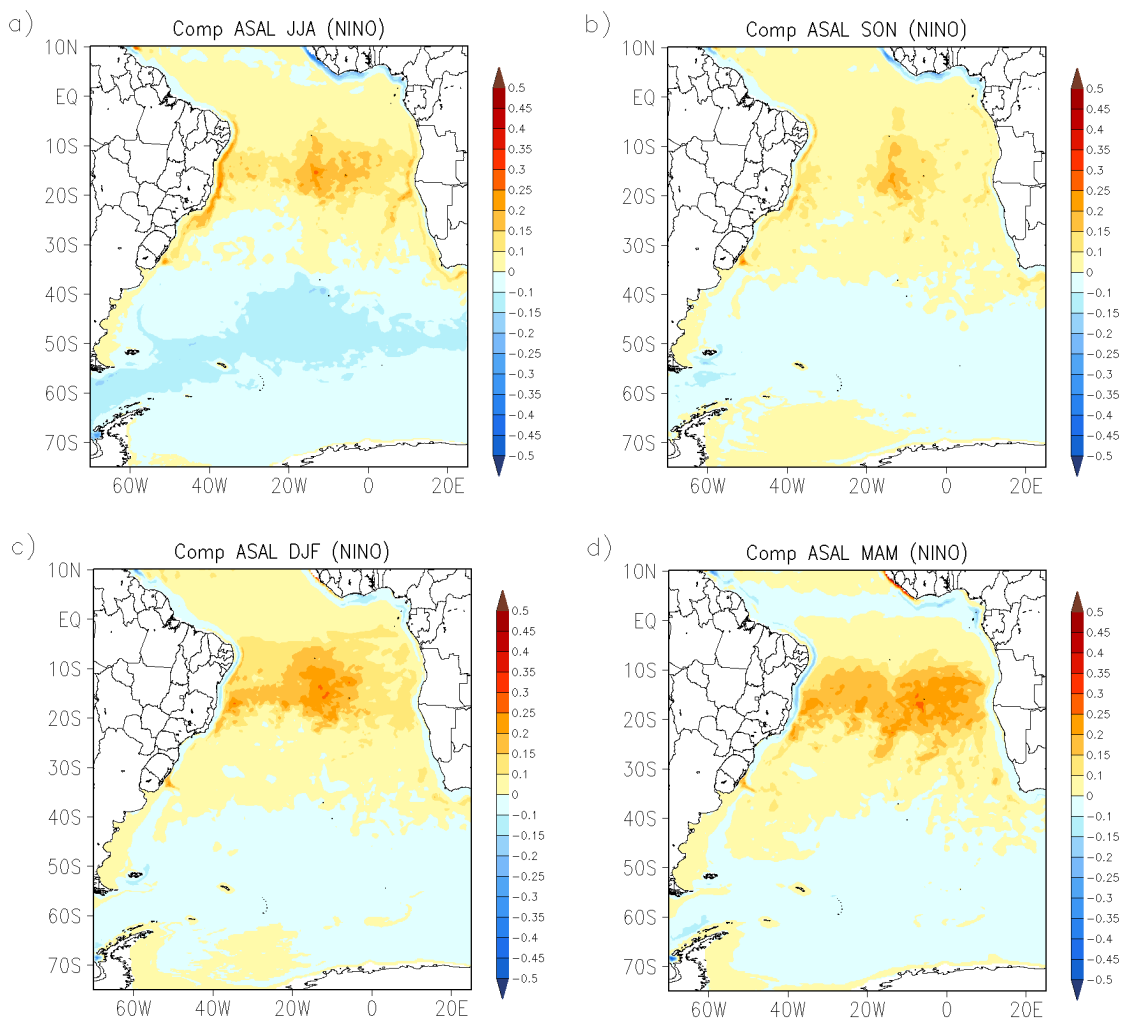 a)
Comp ASAL JJA (NINO)
10N
EQ
10S
20S
30S
40S
50S
60S
70S
60W 40W 20W 0 20E
0.5
0.45
0.4
0.35
0.3
0.25
0.2
0.15
0.1
0
−0.1
−0.15
−0.2
−0.25
−0.3
−0.35
−0.4
−0.45
−0.5
b)
Comp ASAL SON (NINO)
10N
EQ
10S
20S
30S
40S
50S
60S
70S
60W 40W 20W 0 20E
0.5
0.45
0.4
0.35
0.3
0.25
0.2
0.15
0.1
0
−0.1
−0.15
−0.2
−0.25
−0.3
−0.35
−0.4
−0.45
−0.5
c)
Comp ASAL DJF (NINO)
10N
EQ
10S
20S
30S
40S
50S
60S
70S
60W 40W 20W 0 20E
0.5
0.45
0.4
0.35
0.3
0.25
0.2
0.15
0.1
0
−0.1
−0.15
−0.2
−0.25
−0.3
−0.35
−0.4
−0.45
−0.5
d)
Comp ASAL MAM (NINO)
10N
EQ
10S
20S
30S
40S
50S
60S
70S
60W 40W 20W 0 20E
0.5
0.45
0.4
0.35
0.3
0.25
0.2
0.15
0.1
0
−0.1
−0.15
−0.2
−0.25
−0.3
−0.35
−0.4
−0.45
−0.5